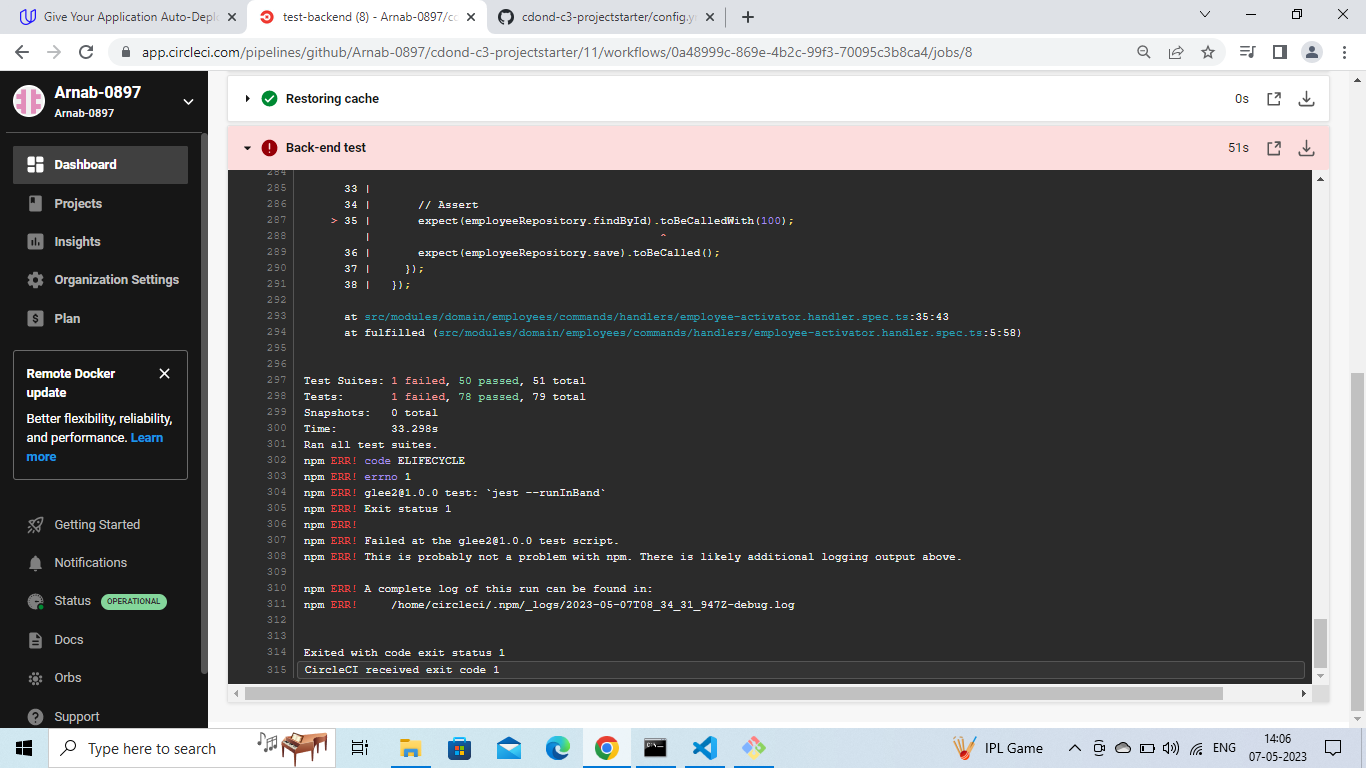 Give Your Application Auto-Depl
test-backend (8) - Arnab-0897/cc
cdond-c3-projectstarter/config.y
app.circleci.com/pipelines/github/Arnab-0897/cdond-c3-projectstarter/11/workflows/0a48999c-869e-4b2c-99f3-70095c3b8ca4/jobs/8
Arnab-0897
Arnab-0897
Dashboard
Projects
Insights
Organization Settings
Plan
Remote Docker
update
Better flexibility, reliability,
and performance. Learn
more
Getting Started
Notifications
Status OPERATIONAL
Docs
Orbs
Support
Restoring cache 0s
Back-end test 51s
284
285 33 |
286 34 | // Assert
287 > 35 | expect(employeeRepository.findById).toBeCalledWith(100);
288 | ^
289 36 | expect(employeeRepository.save).toBeCalled();
290 37 | });
291 38 | });
292
293 at src/modules/domain/employees/commands/handlers/employee-activator.handler.spec.ts:35:43
294 at fulfilled (src/modules/domain/employees/commands/handlers/employee-activator.handler.spec.ts:5:58)
295
296
297 Test Suites: 1 failed, 50 passed, 51 total
298 Tests: 1 failed, 78 passed, 79 total
299 Snapshots: 0 total
300 Time: 33.298s
301 Ran all test suites.
302 npm ERR! code ELIFECYCLE
303 npm ERR! errno 1
304 npm ERR! glee2@1.0.0 test: `jest --runInBand`
305 npm ERR! Exit status 1
306 npm ERR!
307 npm ERR! Failed at the glee2@1.0.0 test script.
308 npm ERR! This is probably not a problem with npm. There is likely additional logging output above.
309
310 npm ERR! A complete log of this run can be found in:
311 npm ERR! /home/circleci/.npm/_logs/2023-05-07T08_34_31_947Z-debug.log
312
313
314 Exited with code exit status 1
315 CircleCI received exit code 1
Type here to search
IPL Game
ENG
14:06
07-05-2023